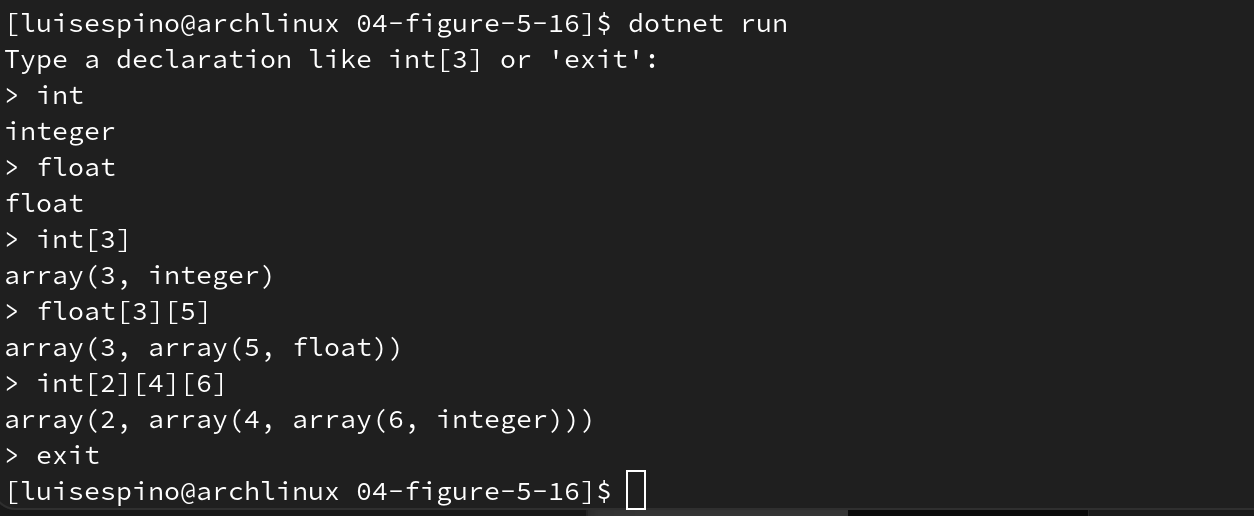 [luisespino@archlinux 04-figure-5-16]$ dotnet run
Type a declaration like int[3] or 'exit':
> int
integer
> float
float
> int[3]
array(3, integer)
> float[3][5]
array(3, array(5, float))
> int[2][4][6]
array(2, array(4, array(6, integer)))
> exit
[luisespino@archlinux 04-figure-5-16]$